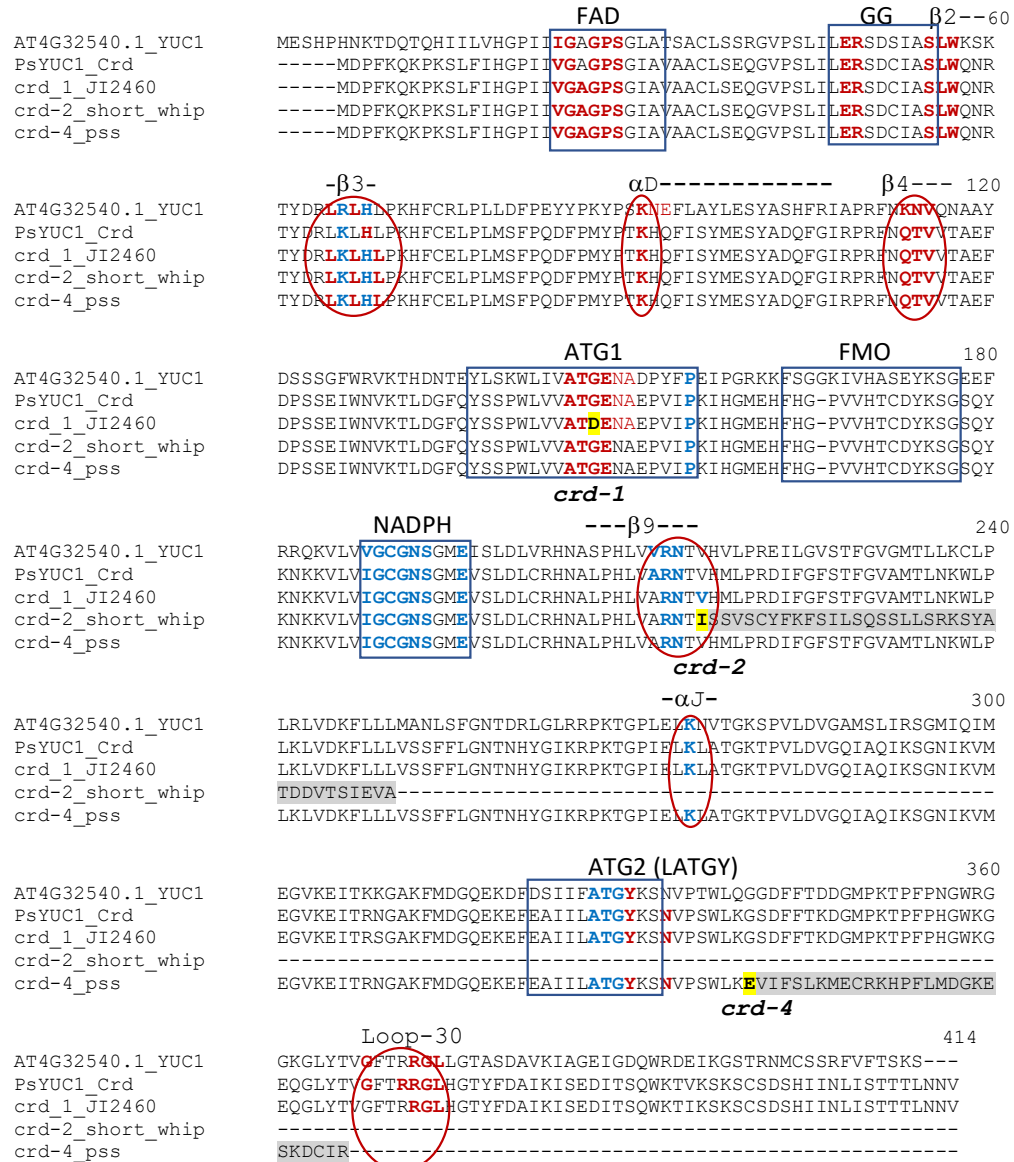 FAD GG β2--60
AT4G32540.1_YUC1 MESHPHNKTDQTQHIILVHGPIIIGAGPSGLATSACLSSRGVPSLILERSDSIASLWKSK
PsYUC1_Crd -----MDPFKQKPKSLFIHGPIIVGAGPSGIAVAACLSEQGVPSLILERSDCIASLWQNR
crd_1_JI2460 -----MDPFKQKPKSLFIHGPIIVGAGPSGIAVAACLSEQGVPSLILERSDCIASLWQNR
crd-2_short_whip -----MDPFKQKPKSLFIHGPIIVGAGPSGIAVAACLSEQGVPSLILERSDCIASLWQNR
crd-4_pss -----MDPFKQKPKSLFIHGPIIVGAGPSGIAVAACLSEQGVPSLILERSDCIASLWQNR
-β3- αD------------- β4- 120
AT4G32540.1_YUC1 TYDRLRLHLPKHFCRLPLLDFPEYYPKYPSKNEFLAYLESYASHFRIAPRFNKNVQNAAY
PsYUC1_Crd TYDRLKLHLPKHFCELPLMSFPQDFPMYPTKHQFISYMESYADQFGIRPRFNQTVVTAEF
crd_1_JI2460 TYDRLKLHLPKHFCELPLMSFPQDFPMYPTKHQFISYMESYADQFGIRPRFNQTVVTAEF
crd-2_short_whip TYDRLKLHLPKHFCELPLMSFPQDFPMYPTKHQFISYMESYADQFGIRPRFNQTVVTAEF
crd-4_pss TYDRLKLHLPKHFCELPLMSFPQDFPMYPTKHQFISYMESYADQFGIRPRFNQTVVTAEF
ATG1 FMO 180
AT4G32540.1_YUC1 DSSSGFWRVKTHDNTEYLSKWLIVATGENADPYFPEIPGRKKFSGGKIVHASEYKSGEEF
PsYUC1_Crd DPSSEIWNVKTLDGFQYSSPWLVVATGENAEPVIPKIHGMEHFHG-PVVHTCDYKSGSQY
crd_1_JI2460 DPSSEIWNVKTLDGFQYSSPWLVVATDENAEPVIPKIHGMEHFHG-PVVHTCDYKSGSQY
crd-2_short_whip DPSSEIWNVKTLDGFQYSSPWLVVATGENAEPVIPKIHGMEHFHG-PVVHTCDYKSGSQY
crd-4_pss DPSSEIWNVKTLDGFQYSSPWLVVATGENAEPVIPKIHGMEHFHG-PVVHTCDYKSGSQY
crd-1
NADPH ---β9--- 240
AT4G32540.1_YUC1 RRQKVLVVGCGNSGMEISLDLVRHNASPHLVVRNTVHVLPREILGVSTFGVGMTLLKCLP
PsYUC1_Crd KNKKVLVIGCGNSGMEVSLDLCRHNALPHLVARNTVHMLPRDIFGFSTFGVAMTLNKWLP
crd_1_JI2460 KNKKVLVIGCGNSGMEVSLDLCRHNALPHLVARNTVHMLPRDIFGFSTFGVAMTLNKWLP
crd-2_short_whip KNKKVLVIGCGNSGMEVSLDLCRHNALPHLVARNTISSVSCYFKFSILSQSSLLSRKSYA
crd-4_pss KNKKVLVIGCGNSGMEVSLDLCRHNALPHLVARNTVHMLPRDIFGFSTFGVAMTLNKWLP
crd-2
-αJ- 300
AT4G32540.1_YUC1 LRLVDKFLLLMANLSFGNTDRLGLRRPKTGPLELKNVTGKSPVLDVGAMSLIRSGMIQIM
PsYUC1_Crd LKLVDKFLLLVSSFFLGNTNHYGIKRPKTGPIELKLATGKTPVLDVGQIAQIKSGNIKVM
crd_1_JI2460 LKLVDKFLLLVSSFFLGNTNHYGIKRPKTGPIELKLATGKTPVLDVGQIAQIKSGNIKVM
crd-2_short_whip TDDVTSIEVA--------------------------------------------------
crd-4_pss LKLVDKFLLLVSSFFLGNTNHYGIKRPKTGPIELKLATGKTPVLDVGQIAQIKSGNIKVM
ATG2 (LATGY) 360
AT4G32540.1_YUC1 EGVKEITKKGAKFMDGQEKDFDSIIFATGYKSNVPTWLQGGDFFTDDGMPKTPFPNGWRG
PsYUC1_Crd EGVKEITRNGAKFMDGQEKEFEAIILATGYKSNVPSWLKGSDFFTKDGMPKTPFPHGWKG
crd_1_JI2460 EGVKEITRSGAKFMDGQEKEFEAIILATGYKSNVPSWLKGSDFFTKDGMPKTPFPHGWKG
crd-2_short_whip ------------------------------------------------------------
crd-4_pss EGVKEITRNGAKFMDGQEKEFEAIILATGYKSNVPSWLKEVIFSLKMECRKHPFLMDGKE
crd-4
Loop-30 414
AT4G32540.1_YUC1 GKGLYTVGFTRRGLLGTASDAVKIAGEIGDQWRDEIKGSTRNMCSSRFVFTSKS---
PsYUC1_Crd EQGLYTVGFTRRGLHGTYFDAIKISEDITSQWKTVKSKSCSDSHIINLISTTTLNNV
crd_1_JI2460 EQGLYTVGFTRRGLHGTYFDAIKISEDITSQWKTIKSKSCSDSHIINLISTTTLNNV
crd-2_short_whip ---------------------------------------------------------
crd-4_pss SKDCIR---------------------------------------------------